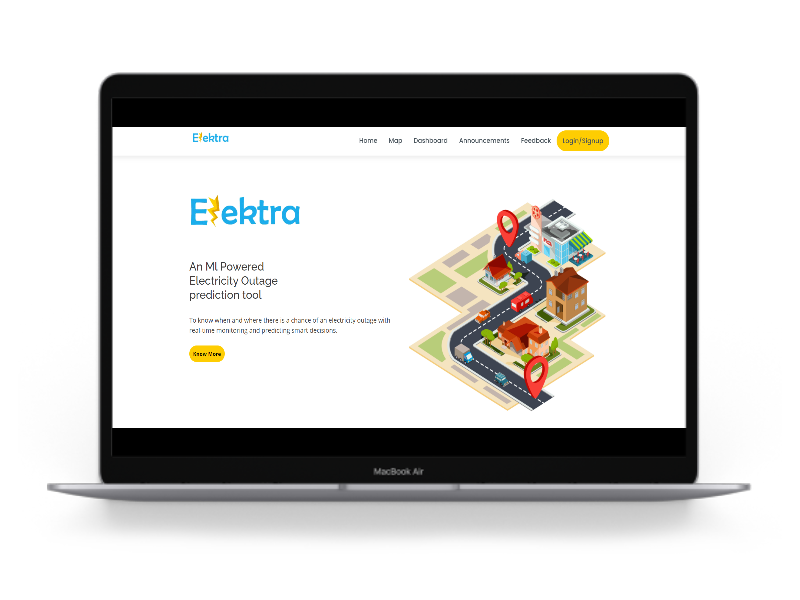 Elektra
Home Map Dashboard Announcements Feedback Login/Signup
Elektra
An Ml Powered
Electricity Outage
prediction tool
To know when and where there is a chance of an electricity outage with
real time monitoring and predicting smart decisions.
Know More
MacBook Air